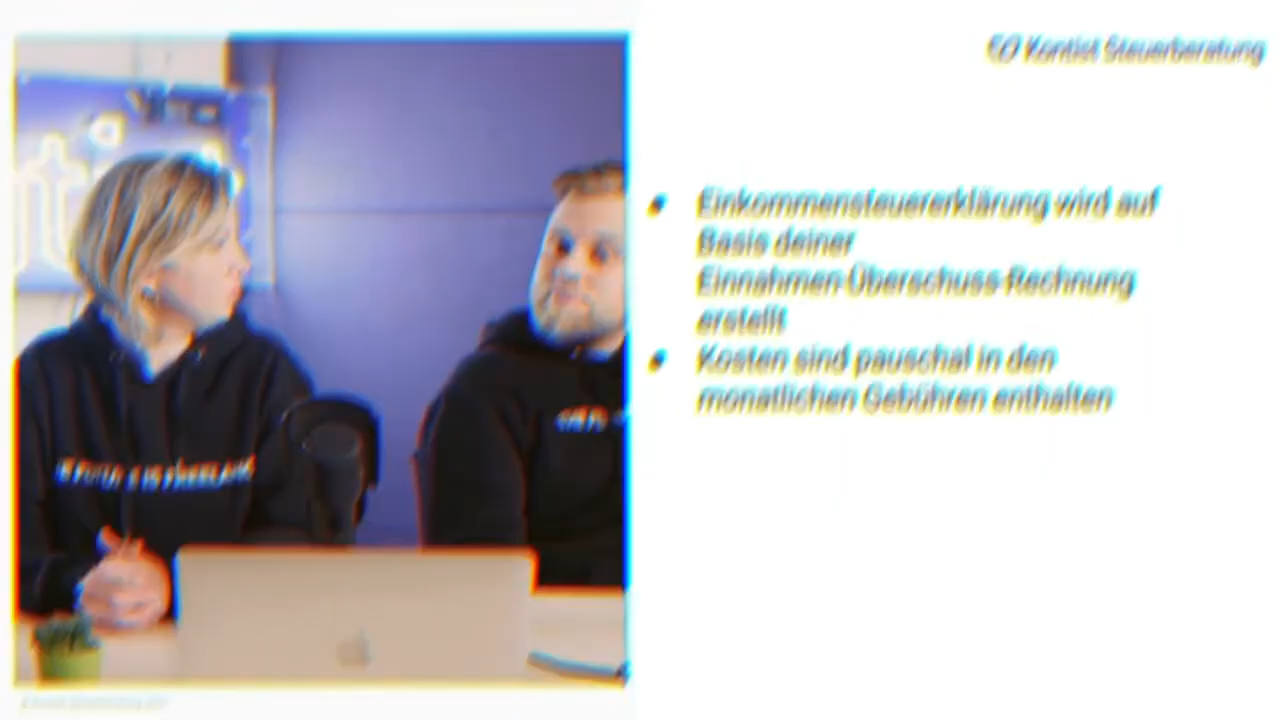 Kontist Steuerberatung
• Einkommensteuererklärung wird auf
Basis deiner
Einnahmen-Überschuss-Rechnung
erstellt
• Kosten sind pauschal in den
monatlichen Gebühren enthalten